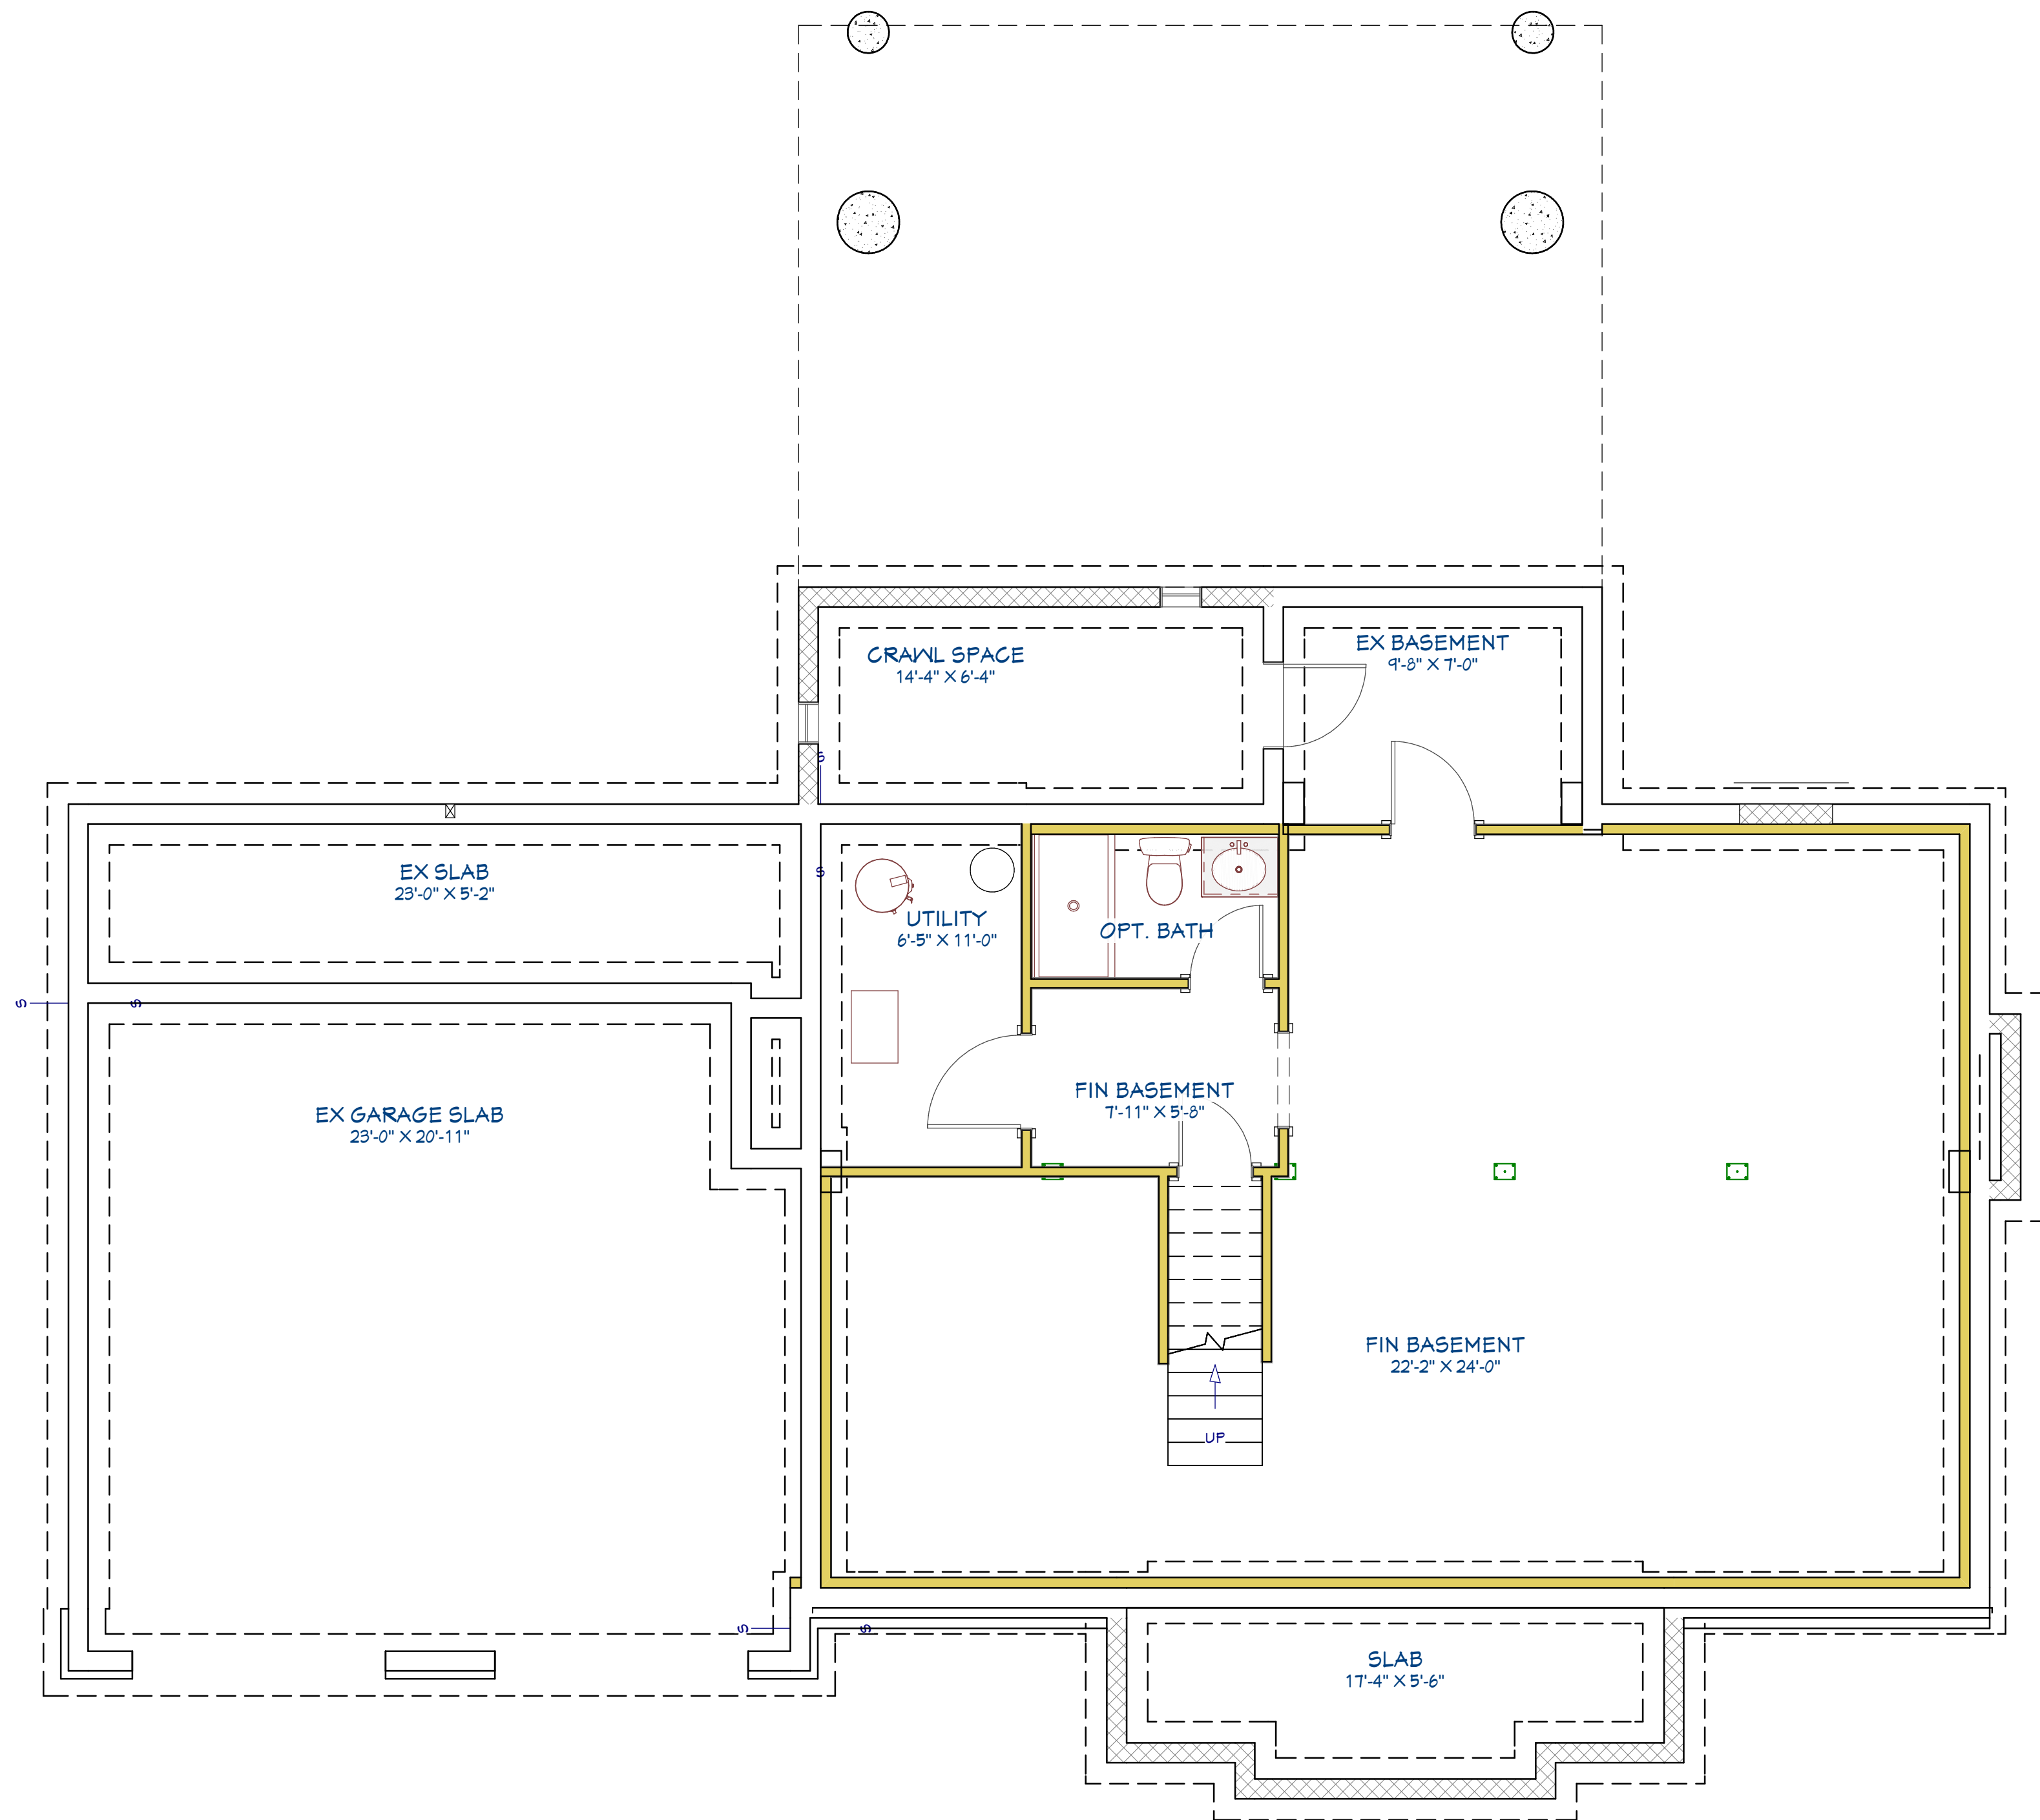 CRAWL SPACE
14'-4" X 6'-4"
EX BASEMENT
9'-8" X 7'-0"
S
EX SLAB
23'-0" X 5'-2"
S
UTILITY
6'-5" X 11'-0"
OPT. BATH
S
S
FIN BASEMENT
7'-11" X 5'-8"
EX GARAGE SLAB
23'-0" X 20'-11"
FIN BASEMENT
22'-2" X 24'-0"
UP
S
S
SLAB
17'-4" X 5'-6"